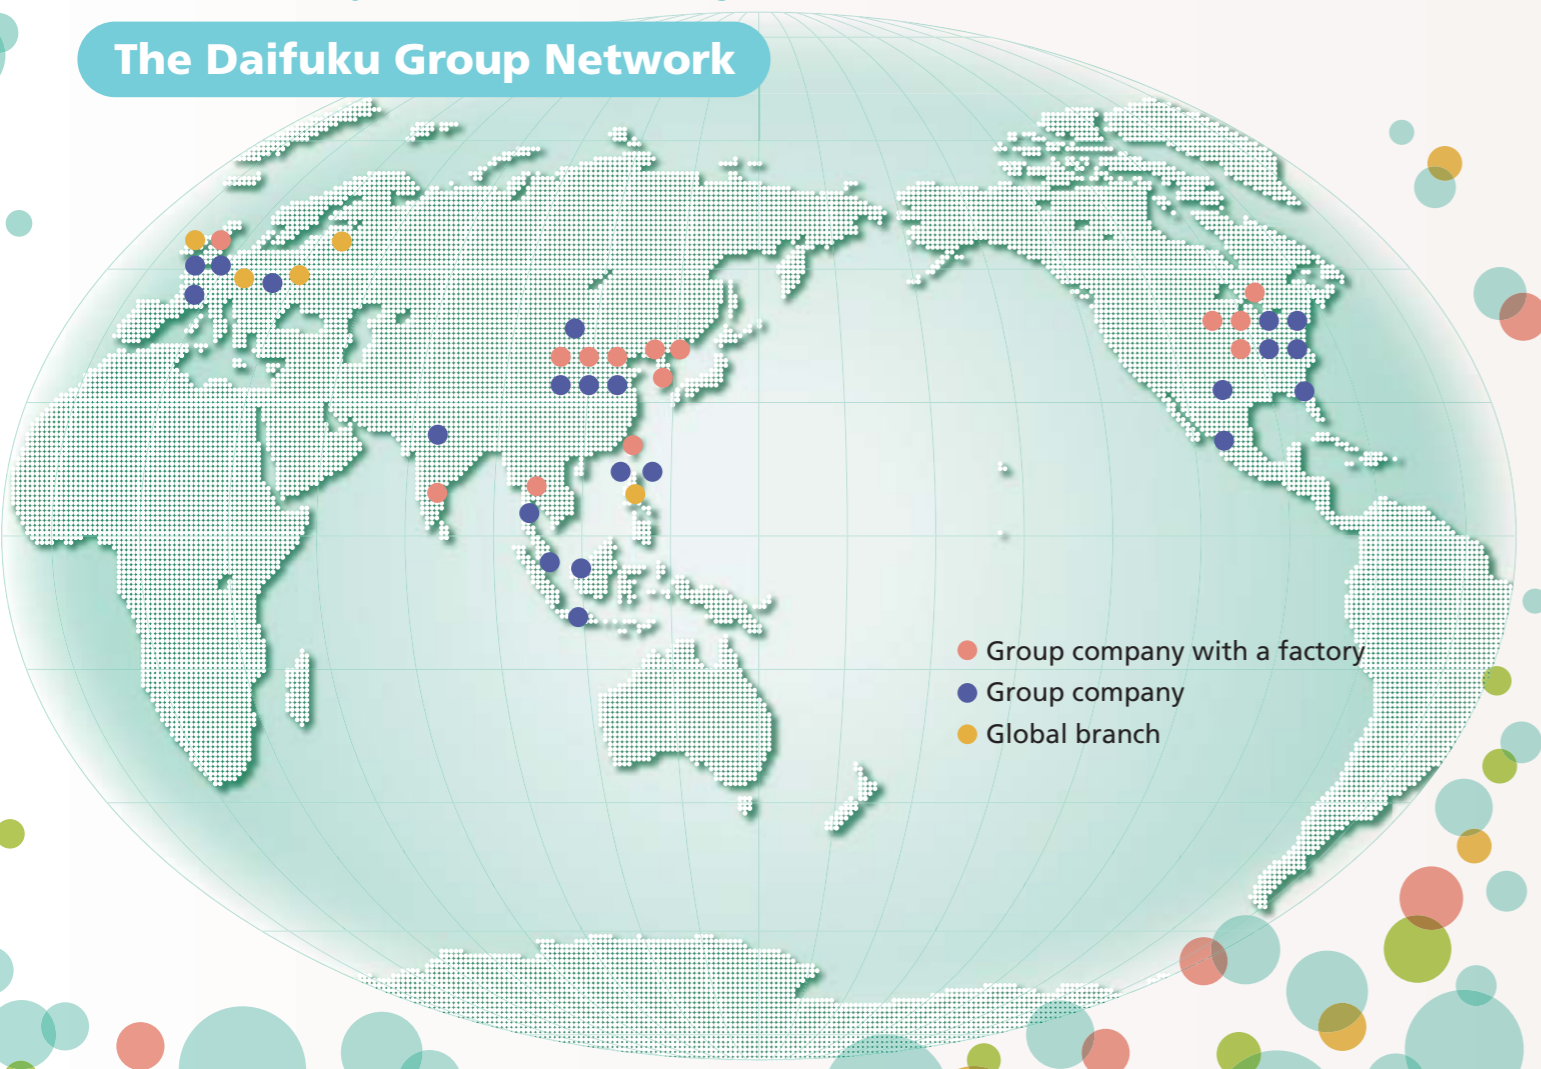 The Daifuku Group Network
Group company with a factory
Group company
Global branch